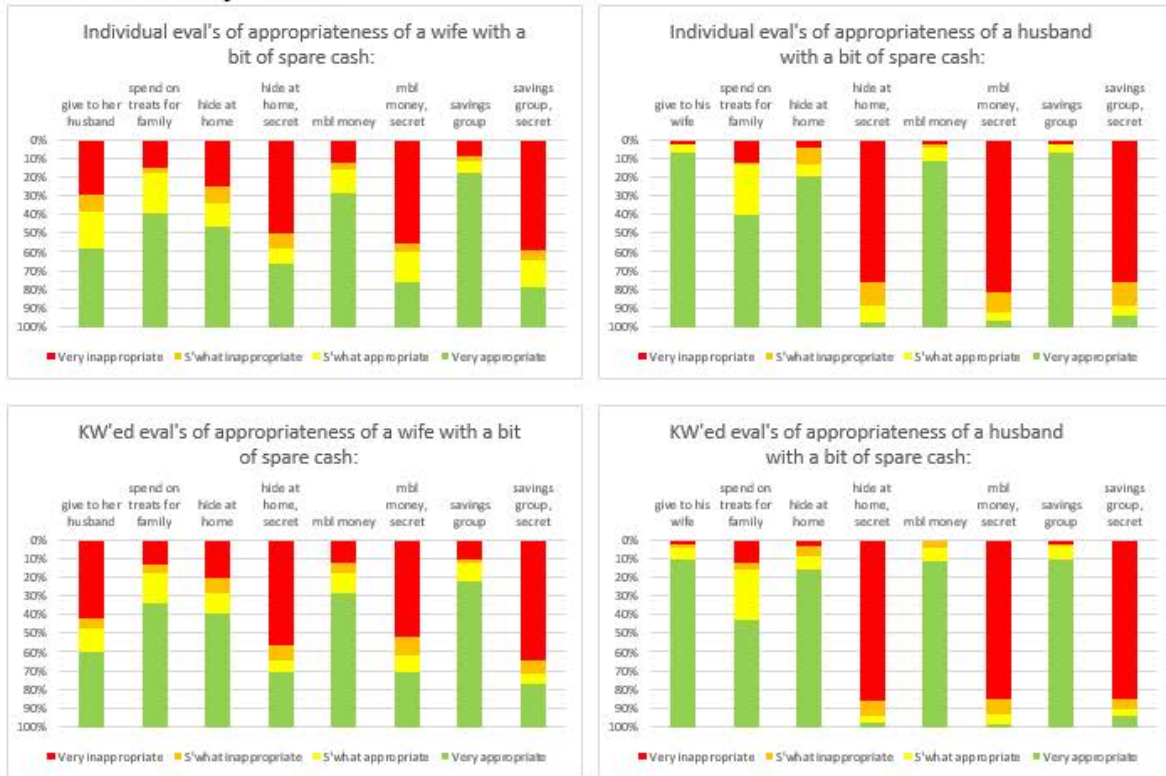 Individual eval's of appropriateness of a wife with a
bit of spare cash:
give to her husband
spend on treats for family
hide at home
hide at home, secret
mbl money
mbl money, secret
savings group
savings group, secret
0%
10%
20%
30%
40%
50%
60%
70%
80%
90%
100%
Very inappropriate S'what inappropriate S'what appropriate Very appropriate
Individual eval's of appropriateness of a husband
with a bit of spare cash:
give to his wife
spend on treats for family
hide at home
hide at home, secret
mbl money
mbl money, secret
savings group
savings group, secret
0%
10%
20%
30%
40%
50%
60%
70%
80%
90%
100%
Very inappropriate S'what inappropriate S'what appropriate Very appropriate
KW'ed eval's of appropriateness of a wife with a bit
of spare cash:
give to her husband
spend on treats for family
hide at home
hide at home, secret
mbl money
mbl money, secret
savings group
savings group, secret
0%
10%
20%
30%
40%
50%
60%
70%
80%
90%
100%
Very inappropriate S'what inappropriate S'what appropriate Very appropriate
KW'ed eval's of appropriateness of a husband
with a bit of spare cash:
give to his wife
spend on treats for family
hide at home
hide at home, secret
mbl money
mbl money, secret
savings group
savings group, secret
0%
10%
20%
30%
40%
50%
60%
70%
80%
90%
100%
Very inappropriate S'what inappropriate S'what appropriate Very appropriate